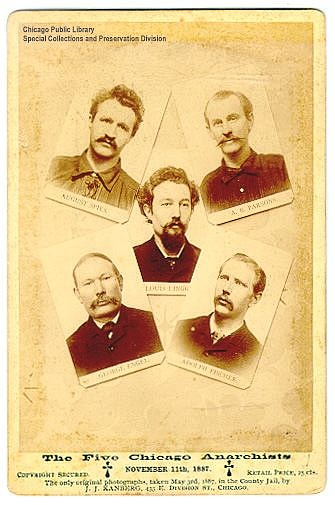 Chicago Public Library
Special Collections and Preservation Division
AUGUST SPIES.
A. R. PARSONS.
LOUIS LINGG.
GEORGE ENGEL.
ADOLPH FISCHER.
The Five Chicago Anarchists
COPYRIGHT SECURED. NOVEMBER 11th, 1887. RETAIL PRICE, 25 cts.
The only original photographs, taken May 3rd, 1887, in the County Jail, by
J. J. KANBERG, 435 E. DIVISION ST., CHICAGO.